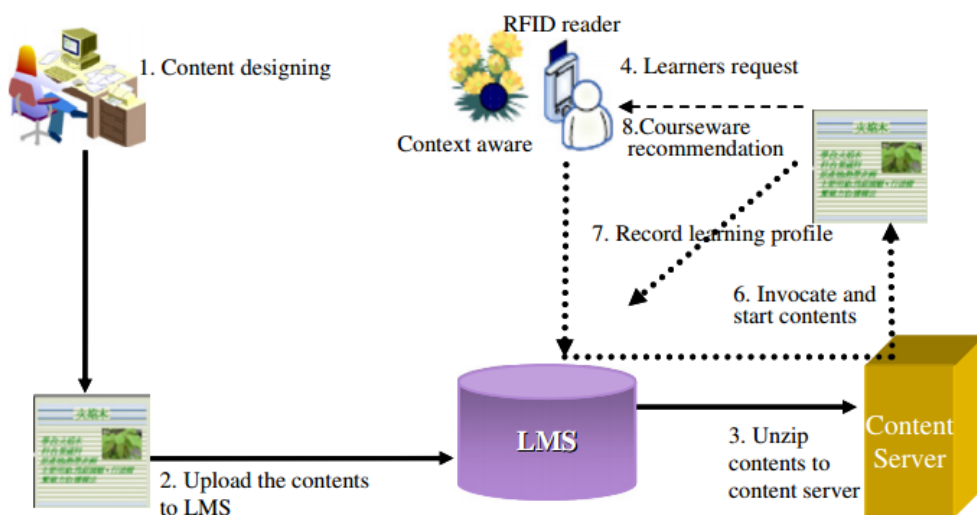 RFID reader
1. Content designing
4. Learners request
Context aware
8.Courseware
recommendation
7. Record learning profile
6. Invocate and
start contents
LMS
Content
Server
2. Upload the contents
to LMS
3. Unzip
contents to
content server